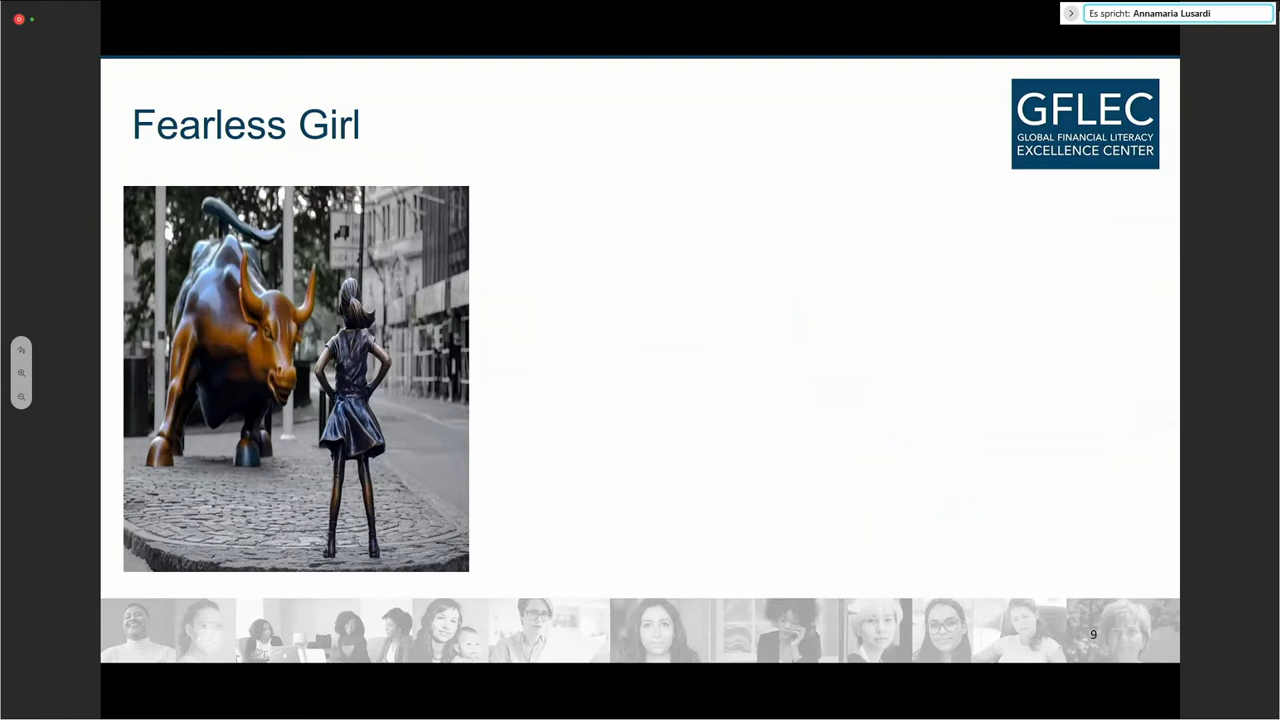 Es spricht: Annamaria Lusardi
Fearless Girl
GFLEC
GLOBAL FINANCIAL LITERACY
EXCELLENCE CENTER
9